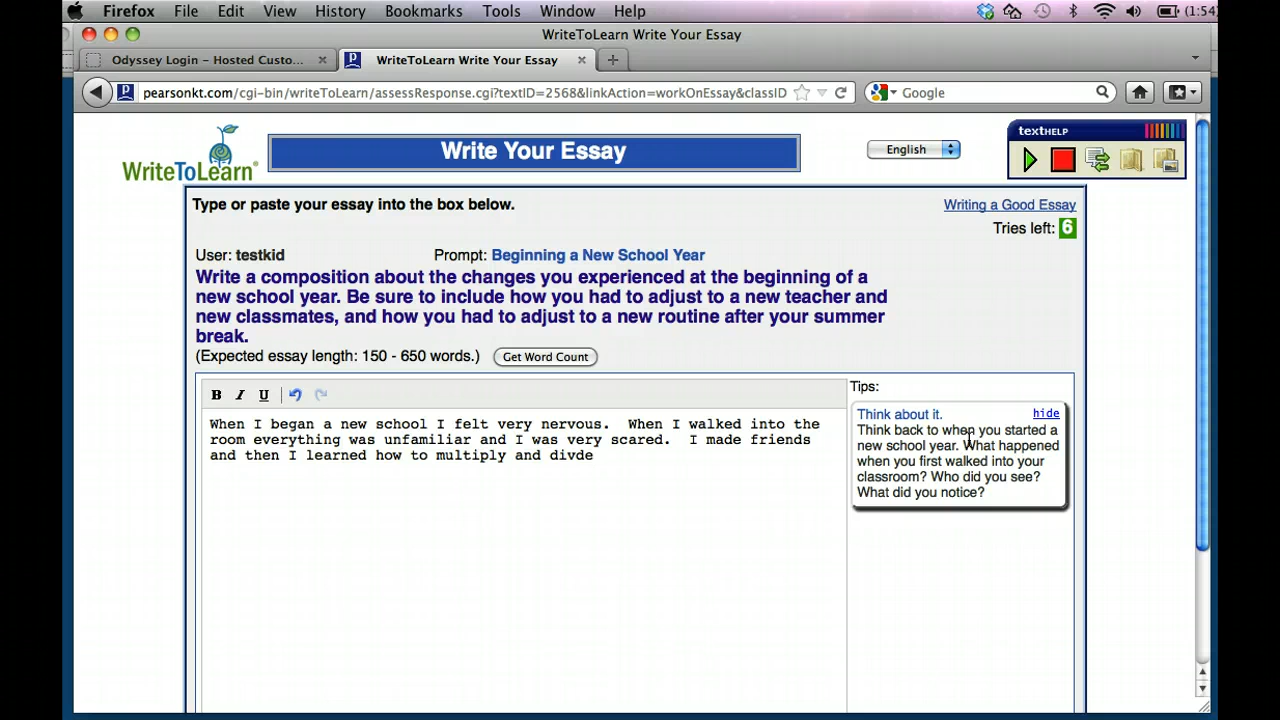 Firefox File Edit View History Bookmarks Tools Window Help (1:54)
WriteToLearn Write Your Essay
Odyssey Login – Hosted Custo... WriteToLearn Write Your Essay
pearsonkt.com/cgi-bin/writeToLearn/assessResponse.cgi?textID=2568&linkAction=workOnEssay&classID Google
WriteToLearn
Write Your Essay
English
textHELP
Type or paste your essay into the box below.
Writing a Good Essay
Tries left: 6
User: testkid Prompt: Beginning a New School Year
Write a composition about the changes you experienced at the beginning of a
new school year. Be sure to include how you had to adjust to a new teacher and
new classmates, and how you had to adjust to a new routine after your summer
break.
(Expected essay length: 150 - 650 words.) Get Word Count
B I U
When I began a new school I felt very nervous. When I walked into the
room everything was unfamiliar and I was very scared. I made friends
and then I learned how to multiply and divde
Tips:
Think about it. hide
Think back to when you started a
new school year. What happened
when you first walked into your
classroom? Who did you see?
What did you notice?